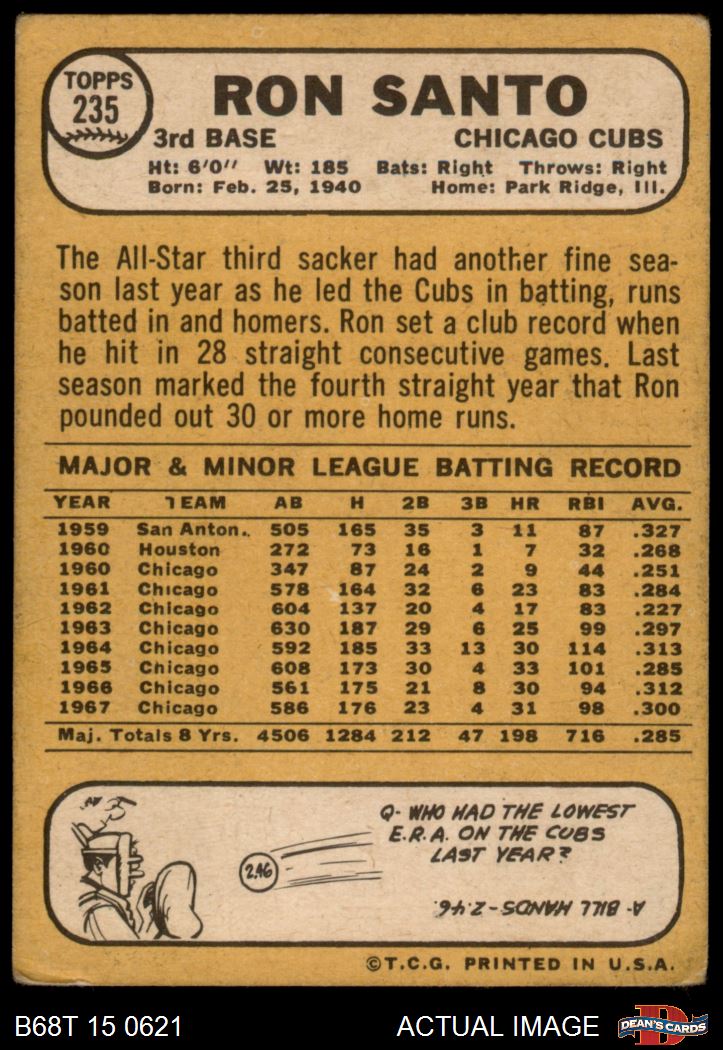 TOPPS
235
RON SANTO
3rd BASE CHICAGO CUBS
Ht: 6'0" Wt: 185 Bats: Right Throws: Right
Born: Feb. 25, 1940 Home: Park Ridge, Ill.
The All-Star third sacker had another fine sea-
son last year as he led the Cubs in batting, runs
batted in and homers. Ron set a club record when
he hit in 28 straight consecutive games. Last
season marked the fourth straight year that Ron
pounded out 30 or more home runs.
MAJOR & MINOR LEAGUE BATTING RECORD
YEAR TEAM AB H 2B 3B HR RBI AVG.
1959 San Anton. 505 165 35 3 11 87 .327
1960 Houston 272 73 16 1 7 32 .268
1960 Chicago 347 87 24 2 9 44 .251
1961 Chicago 578 164 32 6 23 83 .284
1962 Chicago 604 137 20 4 17 83 .227
1963 Chicago 630 187 29 6 25 99 .297
1964 Chicago 592 185 33 13 30 114 .313
1965 Chicago 608 173 30 4 33 101 .285
1966 Chicago 561 175 21 8 30 94 .312
1967 Chicago 586 176 23 4 31 98 .300
Maj. Totals 8 Yrs. 4506 1284 212 47 198 716 .285
Q- WHO HAD THE LOWEST
E.R.A. ON THE CUBS
LAST YEAR?
2.46
A- BILL HANDS-2.46.
©T.C.G. PRINTED IN U.S.A.
B68T 15 0621 ACTUAL IMAGE
D
DEAN'S CARDS